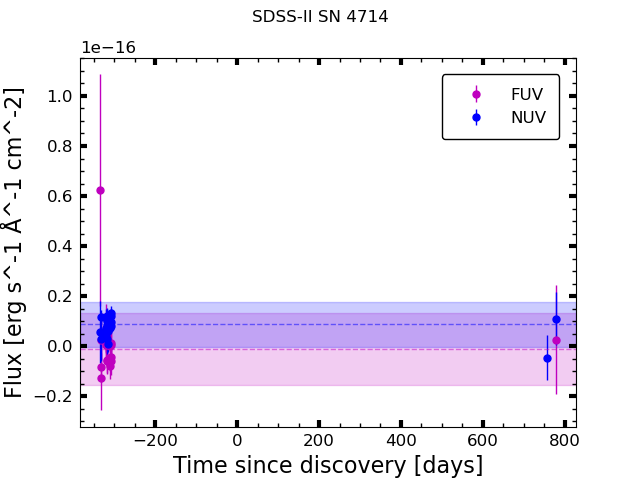 SDSS-II SN 4714
1e−16
Flux [erg s^-1 Å^-1 cm^-2]
1.0
0.8
0.6
0.4
0.2
0.0
−0.2
FUV
NUV
−200 0 200 400 600 800
Time since discovery [days]